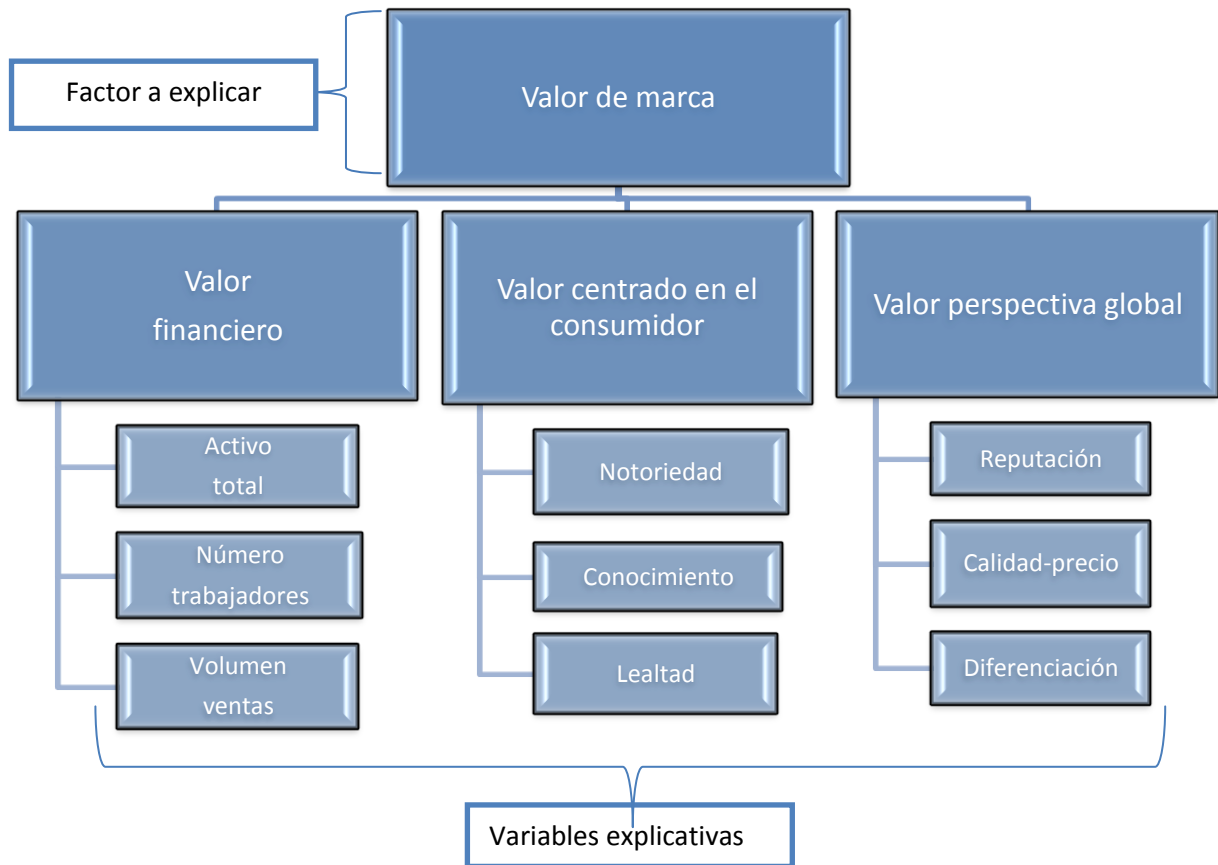 Factor a explicar
Valor de marca
Valor
financiero
Valor centrado en el
consumidor
Valor perspectiva global
Activo
total
Número
trabajadores
Volumen
ventas
Notoriedad
Conocimiento
Lealtad
Reputación
Calidad-precio
Diferenciación
Variables explicativas